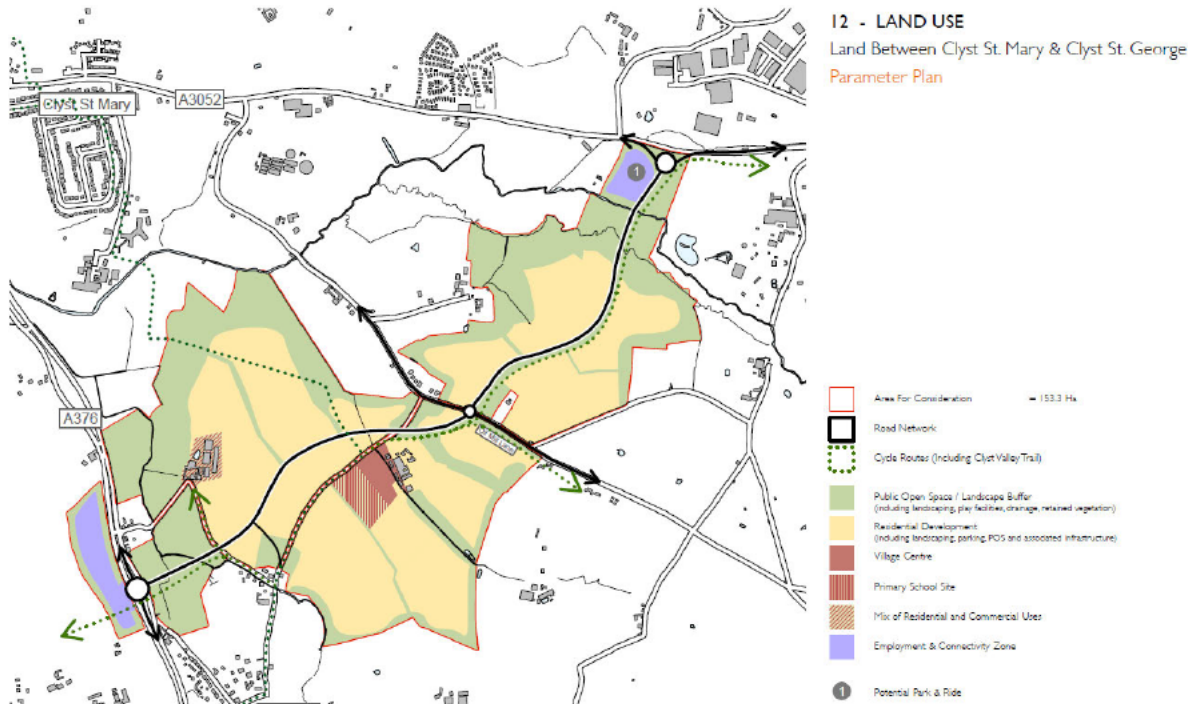 12 - LAND USE
Land Between Clyst St. Mary & Clyst St. George
Parameter Plan
A3052
Clyst St Mary
1
A376
Oil Mill Lane
Area For Consideration = 153.3 Ha
Road Network
Cycle Routes (Including Clyst Valley Trail)
Public Open Space / Landscape Buffer
(including landscaping, play facilities, drainage, retained vegetation)
Residential Development
(including landscaping, parking, POS and associated infrastructure)
Village Centre
Primary School Site
Mix of Residential and Commercial Uses
Employment & Connectivity Zone
1 Potential Park & Ride